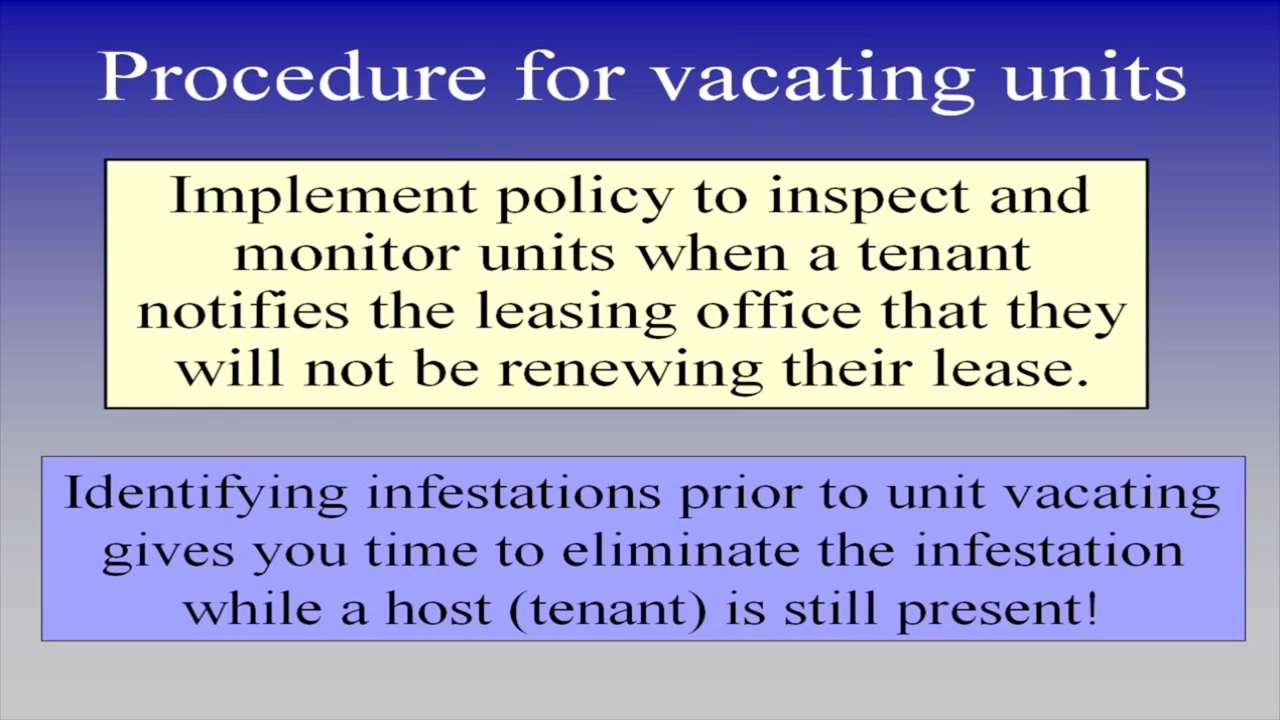 Procedure for vacating units
Implement policy to inspect and
monitor units when a tenant
notifies the leasing office that they
will not be renewing their lease.
Identifying infestations prior to unit vacating
gives you time to eliminate the infestation
while a host (tenant) is still present!